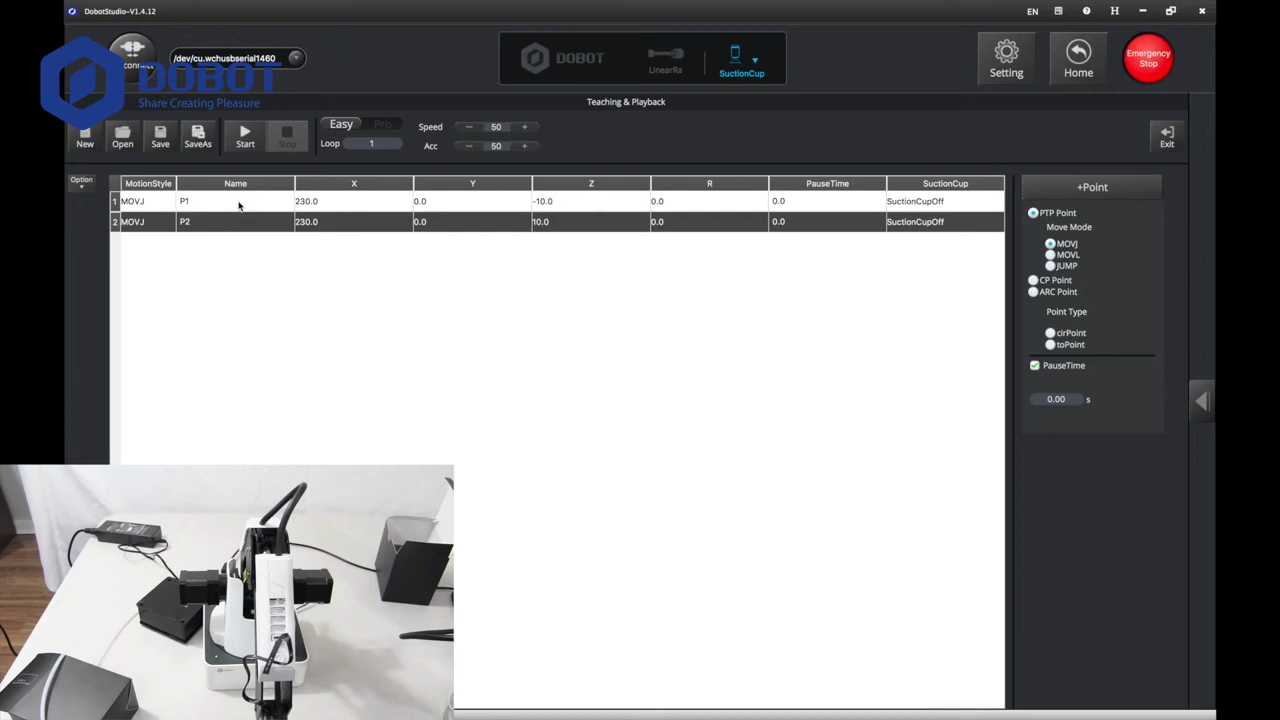 DobotStudio-V1.4.12
EN
H
DOBOT
Share Creating Pleasure
/dev/cu.wchusbserial1460
DOBOT
LinearRa
SuctionCup
Setting
Home
Emergency
Stop
Teaching & Playback
New
Open
Save
SaveAs
Start
Stop
Easy
Pro
Loop
1
Speed
50
Acc
50
Exit
Option
MotionStyle Name X Y Z R PauseTime SuctionCup
1 MOVJ P1 230.0 0.0 -10.0 0.0 0.0 SuctionCupOff
2 MOVJ P2 230.0 0.0 10.0 0.0 0.0 SuctionCupOff
+Point
PTP Point
Move Mode
MOVJ
MOVL
JUMP
CP Point
ARC Point
Point Type
cirPoint
toPoint
PauseTime
0.00 s